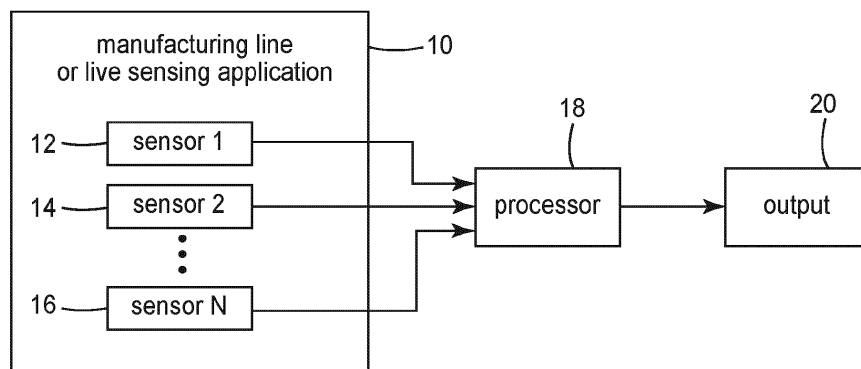 manufacturing line
or live sensing application
10
12
sensor 1
14
sensor 2
16
sensor N
18
processor
20
output